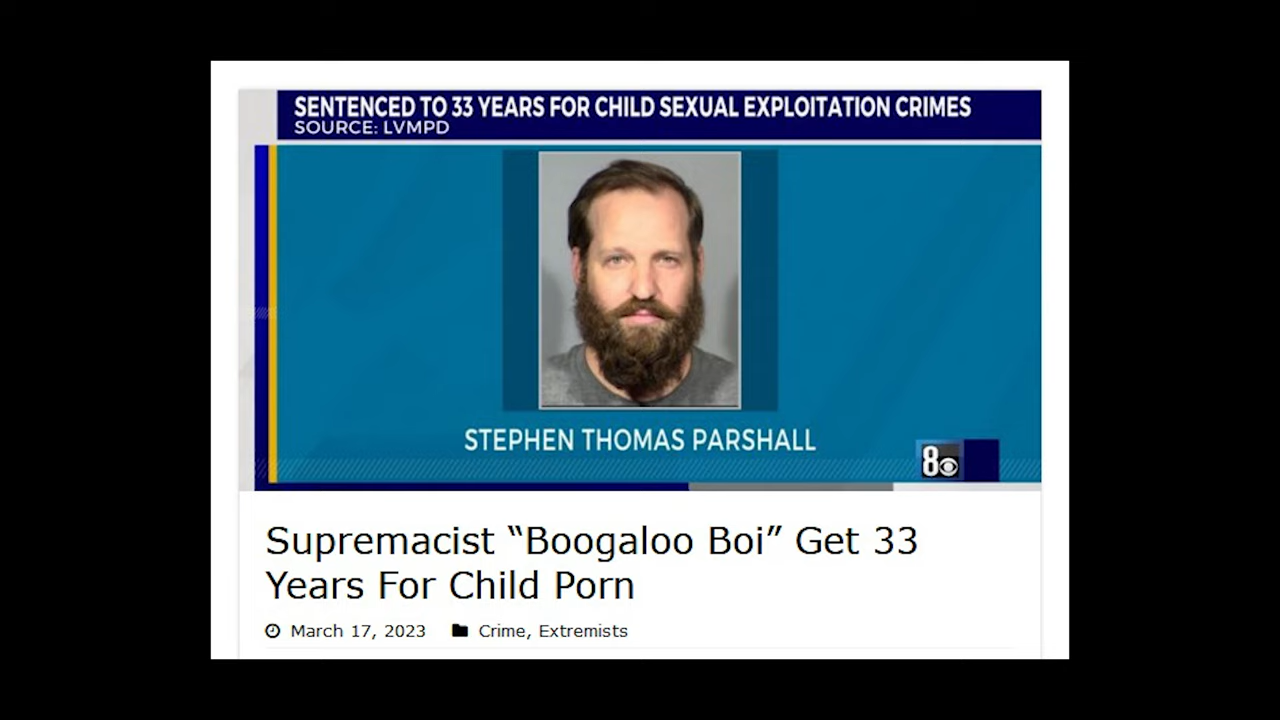 SENTENCED TO 33 YEARS FOR CHILD SEXUAL EXPLOITATION CRIMES
SOURCE: LVMPD
STEPHEN THOMAS PARSHALL
8
Supremacist “Boogaloo Boi” Get 33
Years For Child Porn
March 17, 2023 Crime, Extremists